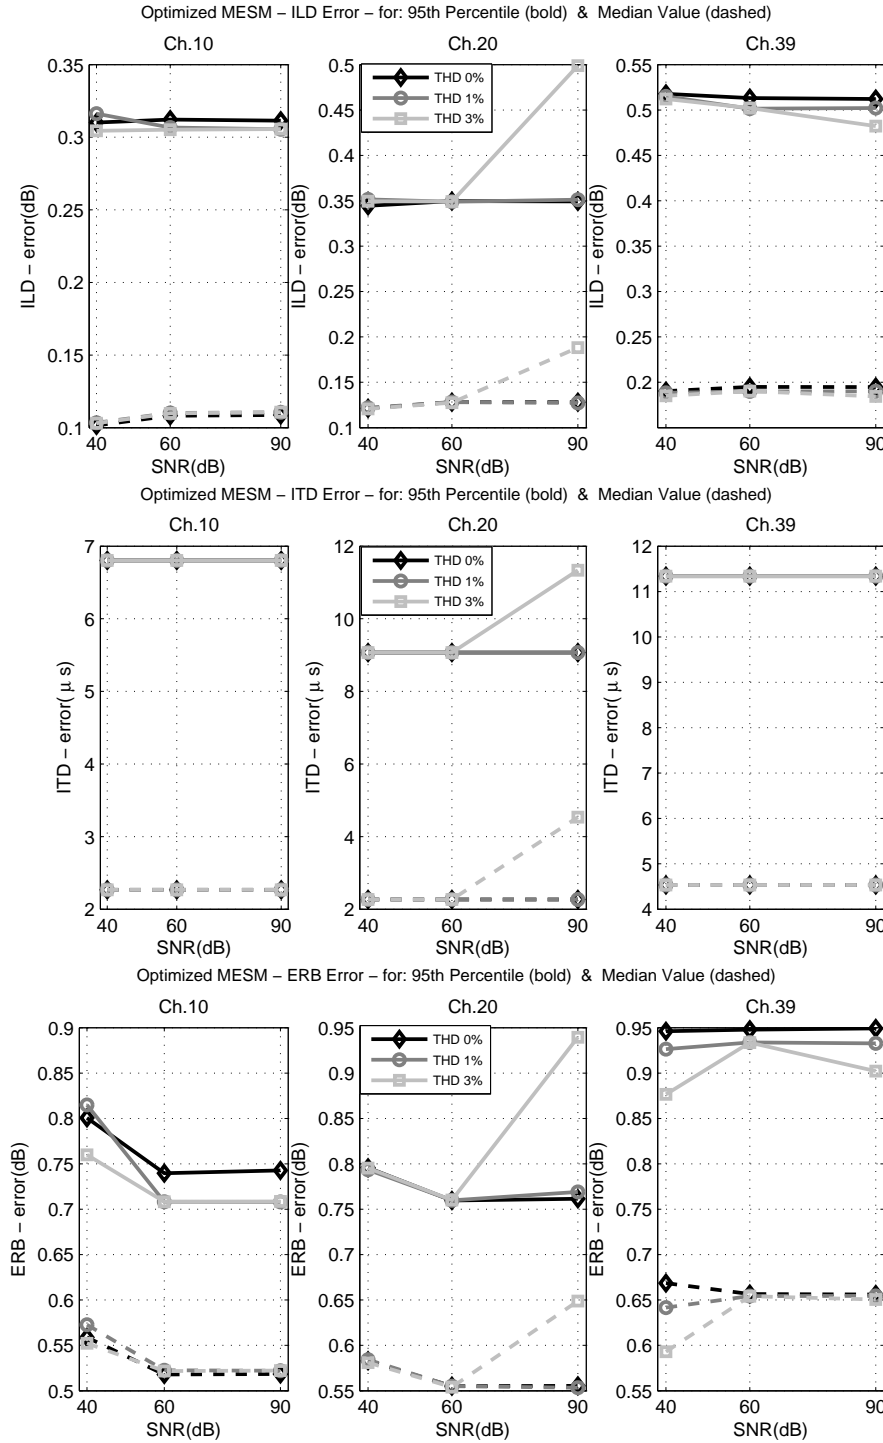 Optimized MESM − ILD Error − for: 95th Percentile (bold)  &  Median Value (dashed)
Ch.10
Ch.20
Ch.39
0.35
0.3
0.25
0.2
0.15
0.1
ILD − error(dB)
40
60
90
SNR(dB)
0.5
0.45
0.4
0.35
0.3
0.25
0.2
0.15
0.1
ILD − error(dB)
THD 0%
THD 1%
THD 3%
40
60
90
SNR(dB)
0.55
0.5
0.45
0.4
0.35
0.3
0.25
0.2
ILD − error(dB)
40
60
90
SNR(dB)
Optimized MESM − ITD Error − for: 95th Percentile (bold)  &  Median Value (dashed)
Ch.10
Ch.20
Ch.39
7
6
5
4
3
2
ITD − error( μ s)
40
60
90
SNR(dB)
12
10
8
6
4
2
ITD − error( μ s)
THD 0%
THD 1%
THD 3%
40
60
90
SNR(dB)
12
11
10
9
8
7
6
5
4
ITD − error( μ s)
40
60
90
SNR(dB)
Optimized MESM − ERB Error − for: 95th Percentile (bold)  &  Median Value (dashed)
Ch.10
Ch.20
Ch.39
0.9
0.85
0.8
0.75
0.7
0.65
0.6
0.55
0.5
ERB − error(dB)
40
60
90
SNR(dB)
0.95
0.9
0.85
0.8
0.75
0.7
0.65
0.6
0.55
ERB − error(dB)
THD 0%
THD 1%
THD 3%
40
60
90
SNR(dB)
0.95
0.9
0.85
0.8
0.75
0.7
0.65
0.6
0.55
ERB − error(dB)
40
60
90
SNR(dB)